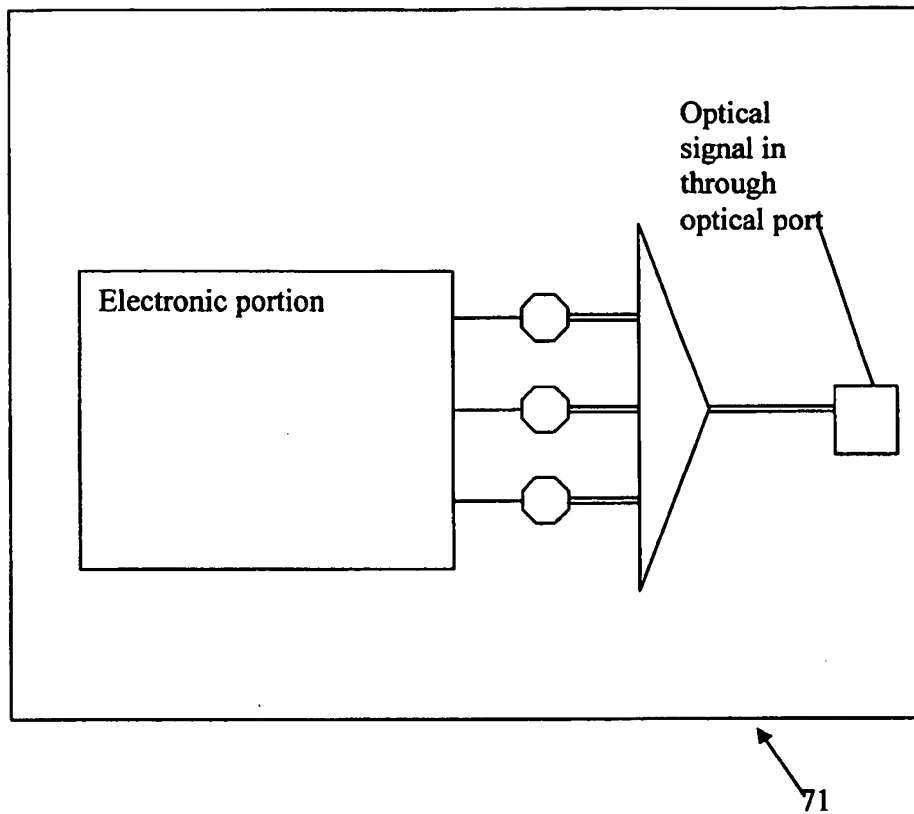 Optical
signal in
through
optical port
Electronic portion
71